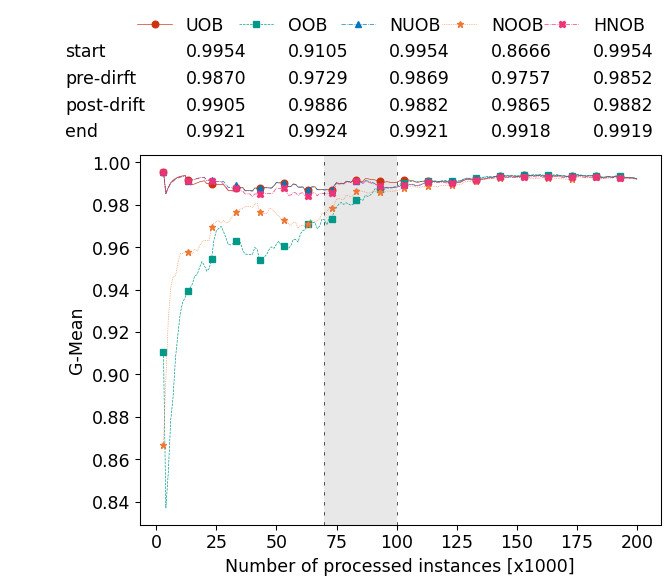 UOB OOB NUOB NOOB HNOB
start 0.9954 0.9105 0.9954 0.8666 0.9954
pre-dirft 0.9870 0.9729 0.9869 0.9757 0.9852
post-drift 0.9905 0.9886 0.9882 0.9865 0.9882
end 0.9921 0.9924 0.9921 0.9918 0.9919
1.00
0.98
0.96
0.94
0.92
0.90
0.88
0.86
0.84
G-Mean
0 25 50 75 100 125 150 175 200
Number of processed instances [x1000]